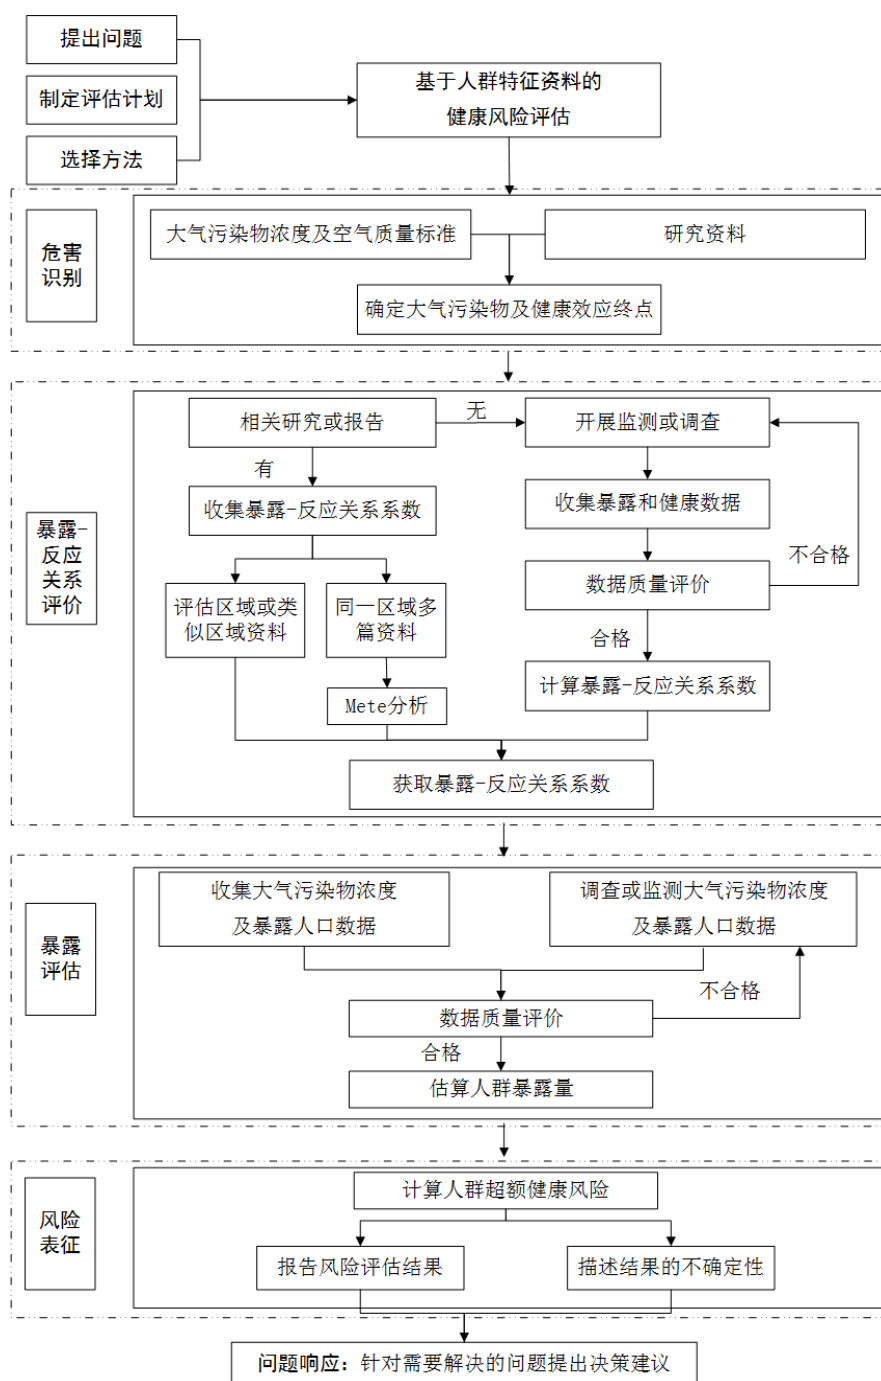 提出问题
制定评估计划
选择方法
基于人群特征资料的
健康风险评估
危害
识别
大气污染物浓度及空气质量标准
研究资料
确定大气污染物及健康效应终点
暴露-
反应
关系
评价
相关研究或报告
无
开展监测或调查
有
收集暴露-反应关系系数
收集暴露和健康数据
不合格
评估区域或类
似区域资料
同一区域多
篇资料
数据质量评价
合格
Mete分析
计算暴露-反应关系系数
获取暴露-反应关系系数
暴露
评估
收集大气污染物浓度
及暴露人口数据
调查或监测大气污染物浓度
及暴露人口数据
不合格
数据质量评价
合格
估算人群暴露量
风险
表征
计算人群超额健康风险
报告风险评估结果
描述结果的不确定性
问题响应：针对需要解决的问题提出决策建议